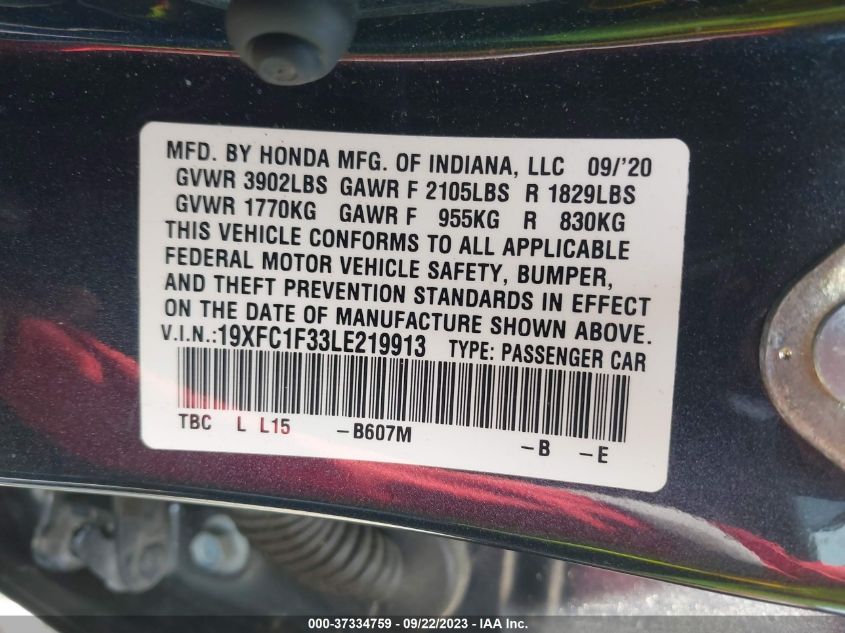 MFD. BY HONDA MFG. OF INDIANA, LLC 09/'20
GVWR 3902LBS GAWR F 2105LBS R 1829LBS
GVWR 1770KG GAWR F 955KG R 830KG
THIS VEHICLE CONFORMS TO ALL APPLICABLE
FEDERAL MOTOR VEHICLE SAFETY, BUMPER,
AND THEFT PREVENTION STANDARDS IN EFFECT
ON THE DATE OF MANUFACTURE SHOWN ABOVE.
V.I.N.:19XFC1F33LE219913 TYPE: PASSENGER CAR
TBC L L15 -B607M -B -E
000-37334759 - 09/22/2023 - IAA Inc.